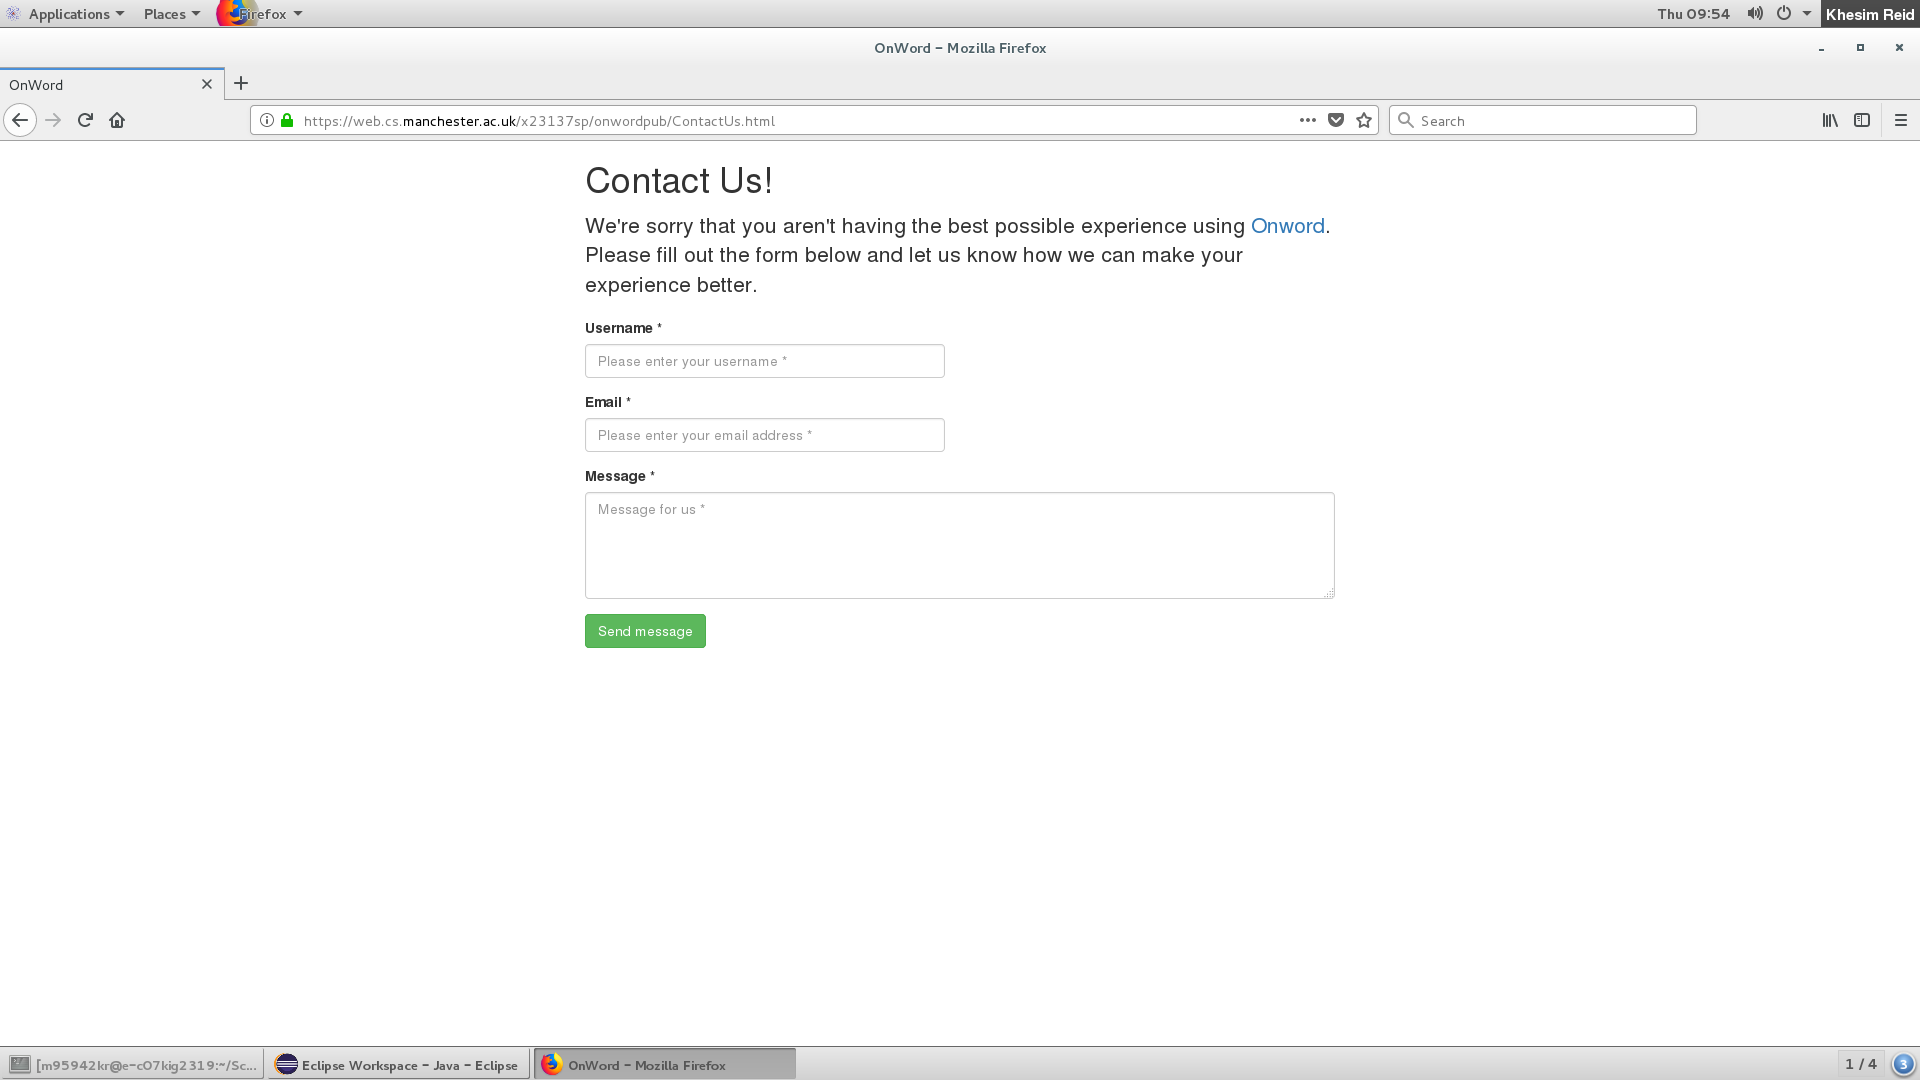 Applications Places Firefox Thu 09:54 Khesim Reid
OnWord - Mozilla Firefox
OnWord
https://web.cs.manchester.ac.uk/x23137sp/onwordpub/ContactUs.html Search
Contact Us!
We're sorry that you aren't having the best possible experience using Onword.
Please fill out the form below and let us know how we can make your
experience better.
Username *
Please enter your username *
Email *
Please enter your email address *
Message *
Message for us *
Send message
[m95942kr@e-c07kig2319:~/Sc... Eclipse Workspace - Java - Eclipse OnWord - Mozilla Firefox 1 / 4 3